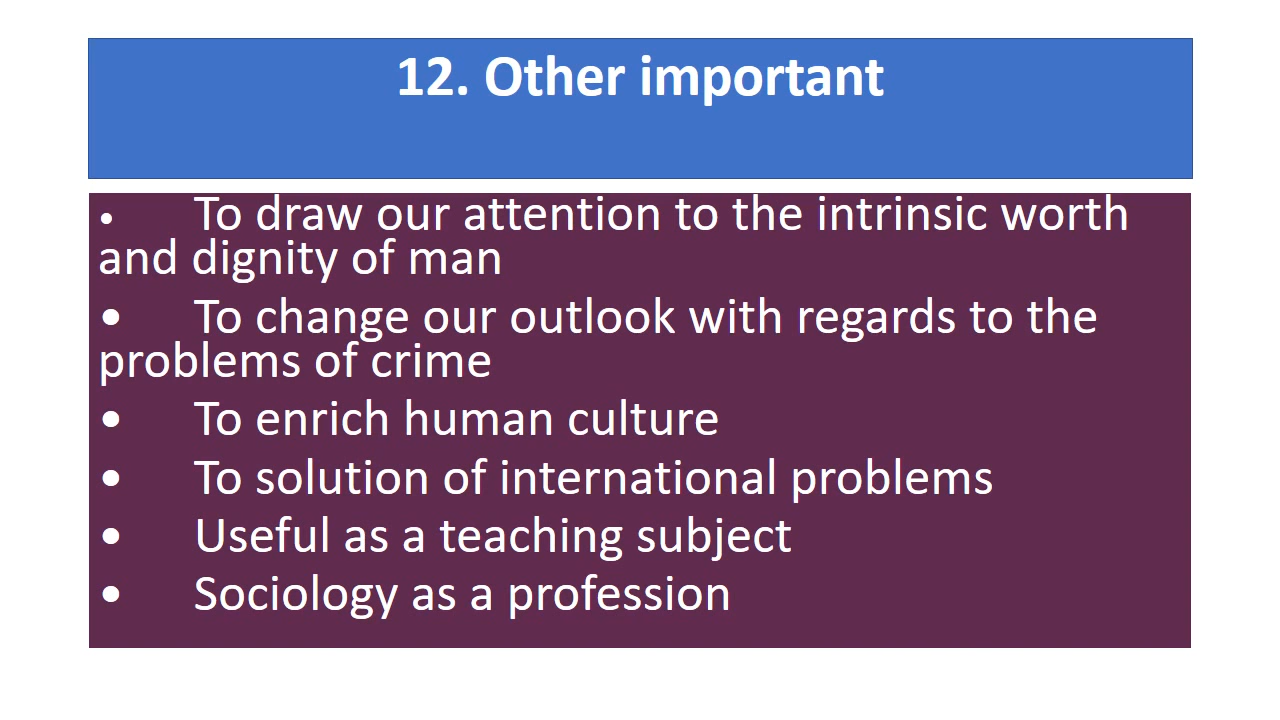 12. Other important
• To draw our attention to the intrinsic worth
and dignity of man
• To change our outlook with regards to the
problems of crime
• To enrich human culture
• To solution of international problems
• Useful as a teaching subject
• Sociology as a profession